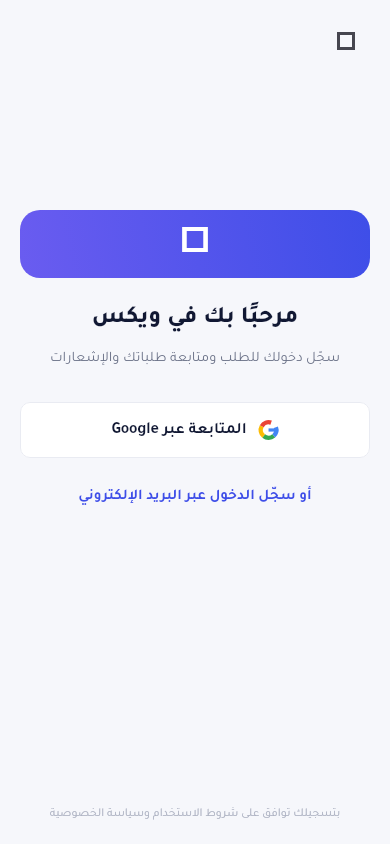 مرحبًا بك في ويكس
سجّل دخولك للطلب ومتابعة طلباتك والإشعارات
المتابعة عبر Google
أو سجّل الدخول عبر البريد الإلكتروني
بتسجيلك توافق على شروط الاستخدام وسياسة الخصوصية